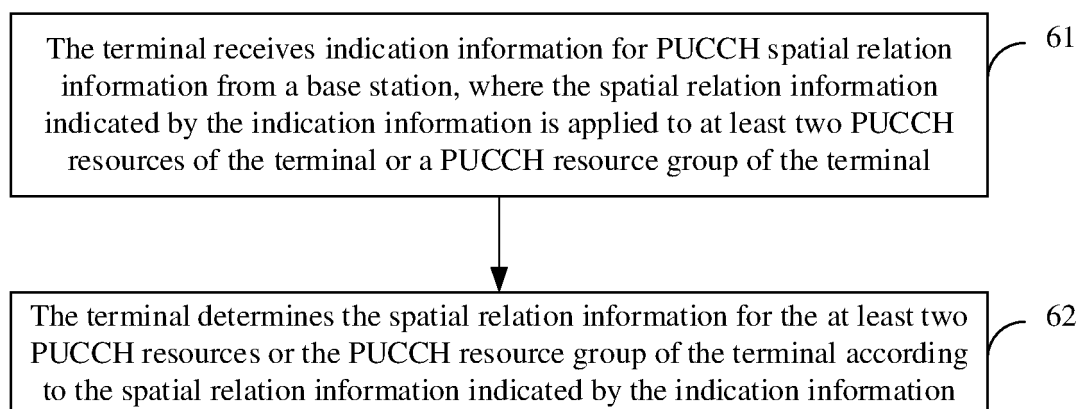 The terminal receives indication information for PUCCH spatial relation
information from a base station, where the spatial relation information
indicated by the indication information is applied to at least two PUCCH
resources of the terminal or a PUCCH resource group of the terminal
61
The terminal determines the spatial relation information for the at least two
PUCCH resources or the PUCCH resource group of the terminal according
to the spatial relation information indicated by the indication information
62